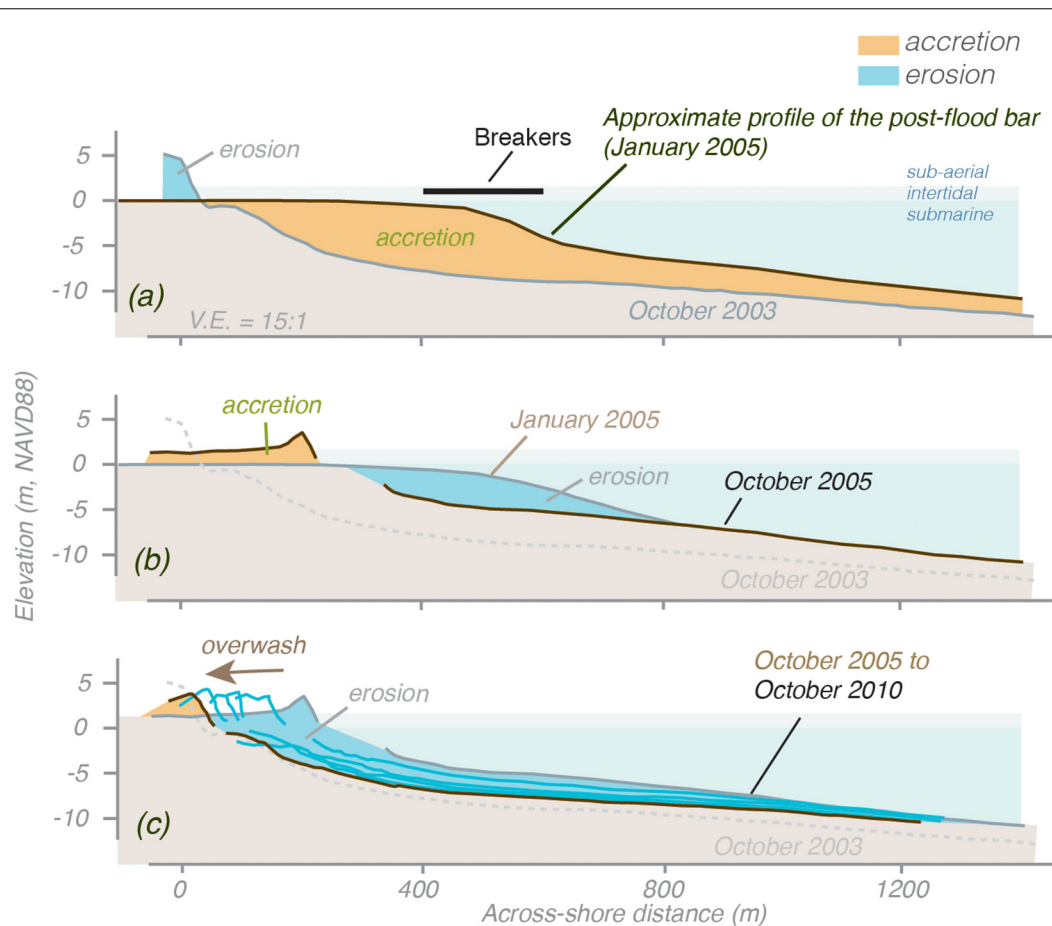 accretion
erosion
Approximate profile of the post-flood bar
(January 2005)
Breakers
erosion
sub-aerial
intertidal
submarine
accretion
5
0
-5
-10
(a)
V.E. = 15:1
October 2003
accretion
January 2005
erosion
October 2005
5
0
-5
-10
(b)
October 2003
Elevation (m, NAVD88)
overwash
erosion
October 2005 to
October 2010
5
0
-5
-10
(c)
October 2003
0
400
800
1200
Across-shore distance (m)